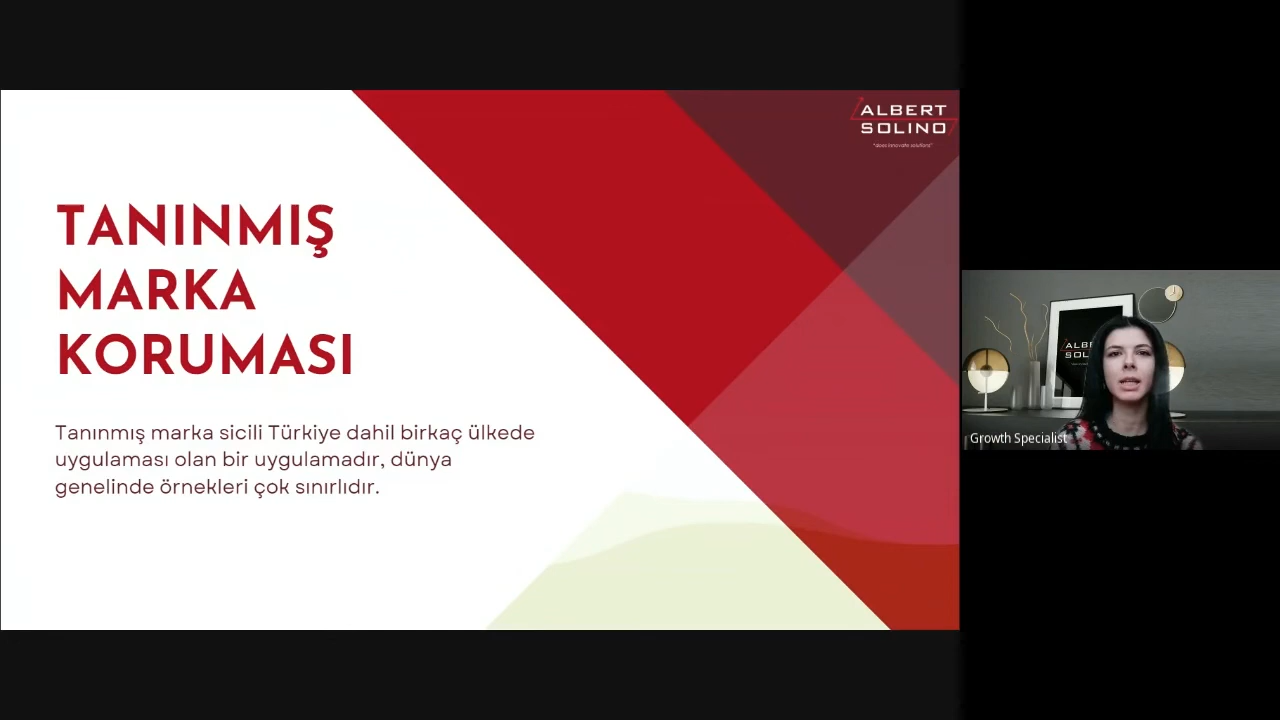 ALBERT
SOLINO
TANINMIŞ
MARKA
KORUMASI
Tanınmış marka sicili Türkiye dahil birkaç ülkede
uygulaması olan bir uygulamadır, dünya
genelinde örnekleri çok sınırlıdır.
Growth Specialist